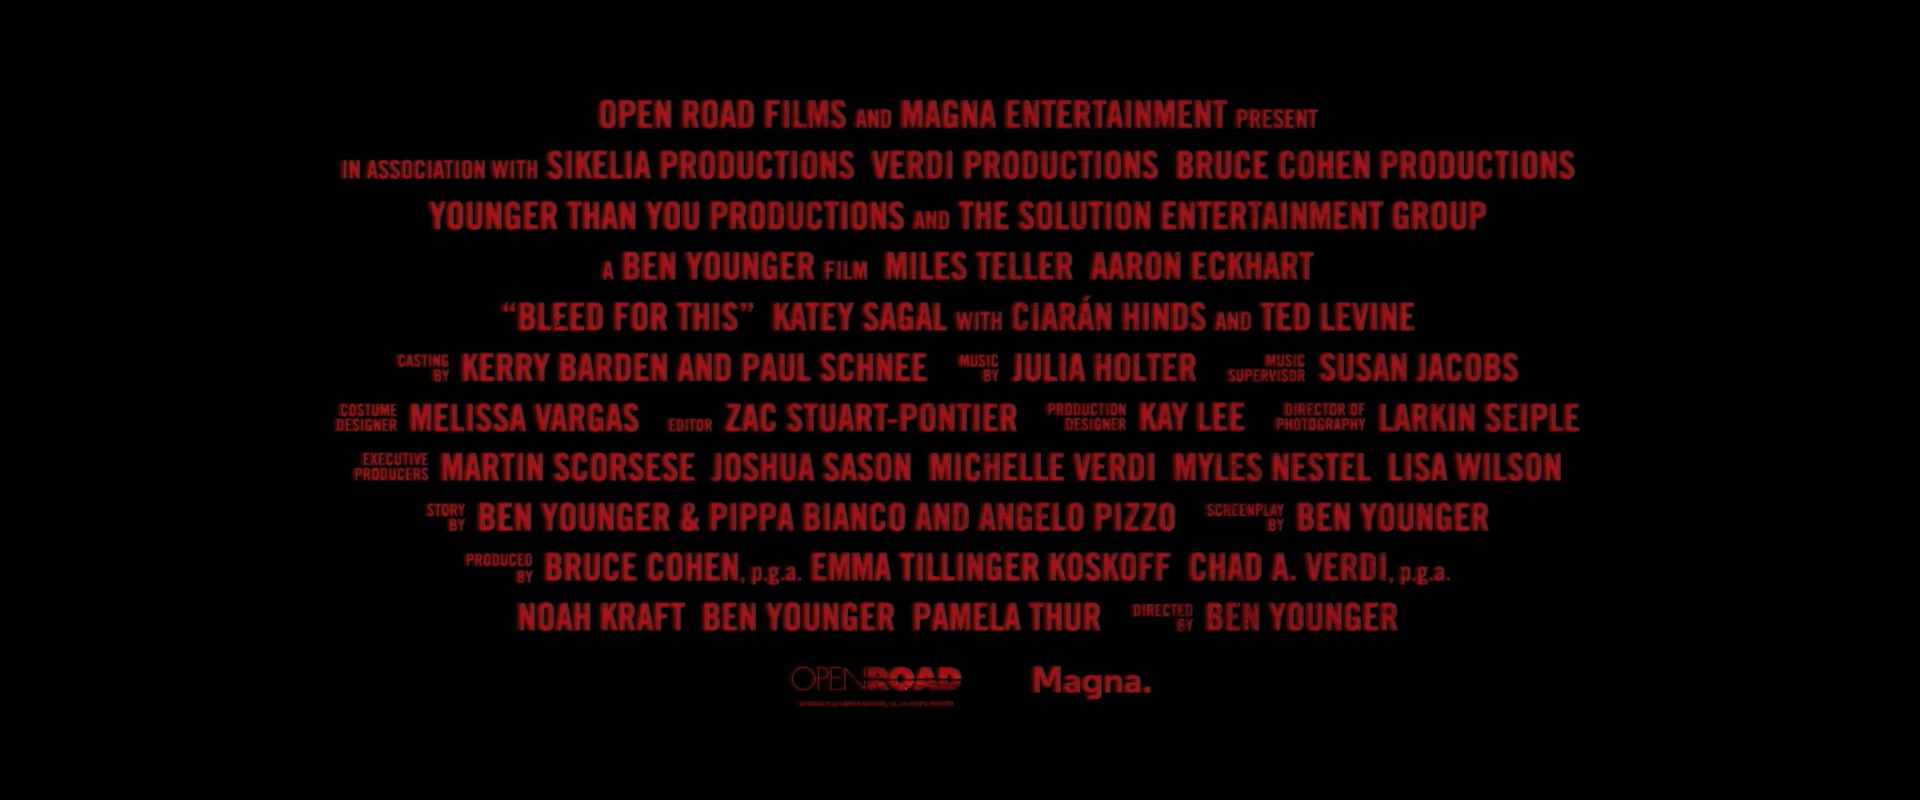 OPEN ROAD FILMS AND MAGNA ENTERTAINMENT PRESENT
IN ASSOCIATION WITH SIKELIA PRODUCTIONS VERDI PRODUCTIONS BRUCE COHEN PRODUCTIONS
YOUNGER THAN YOU PRODUCTIONS AND THE SOLUTION ENTERTAINMENT GROUP
A BEN YOUNGER FILM MILES TELLER AARON ECKHART
“BLEED FOR THIS” KATEY SAGAL WITH CIARÁN HINDS AND TED LEVINE
CASTING BY KERRY BARDEN AND PAUL SCHNEE MUSIC BY JULIA HOLTER MUSIC SUPERVISOR SUSAN JACOBS
COSTUME DESIGNER MELISSA VARGAS EDITOR ZAC STUART-PONTIER PRODUCTION DESIGNER KAY LEE DIRECTOR OF PHOTOGRAPHY LARKIN SEIPLE
EXECUTIVE PRODUCERS MARTIN SCORSESE JOSHUA SASON MICHELLE VERDI MYLES NESTEL LISA WILSON
STORY BY BEN YOUNGER & PIPPA BIANCO AND ANGELO PIZZO SCREENPLAY BY BEN YOUNGER
PRODUCED BY BRUCE COHEN, p.g.a. EMMA TILLINGER KOSKOFF CHAD A. VERDI, p.g.a.
NOAH KRAFT BEN YOUNGER PAMELA THUR DIRECTED BY BEN YOUNGER
OPEN ROAD Magna.